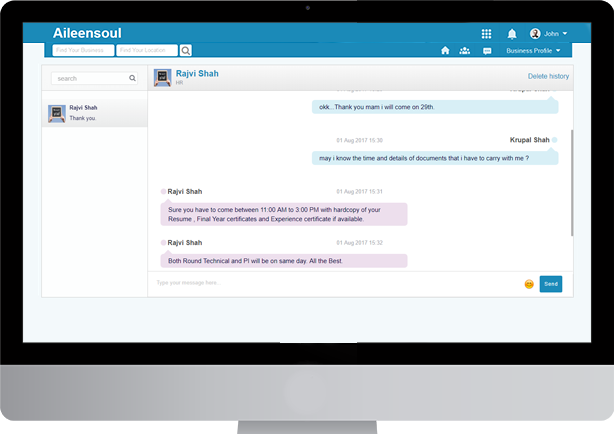 Aileensoul
John
Find Your Business
Find Your Location
Business Profile
search
Rajvi Shah
HR
Delete history
Rajvi Shah
Thank you.
Krupal Shah
okk...Thank you mam i will come on 29th
01 Aug 2017 15:30
Krupal Shah
may i know the time and details of documents that i have to carry with me ?
Rajvi Shah
01 Aug 2017 15:31
Sure you have to come between 11:00 AM to 3:00 PM with hardcopy of your
Resume , Final Year certificates and Experience certificate if available.
Rajvi Shah
01 Aug 2017 15:32
Both Round Technical and PI will be on same day. All the Best.
Type your message here...
Send